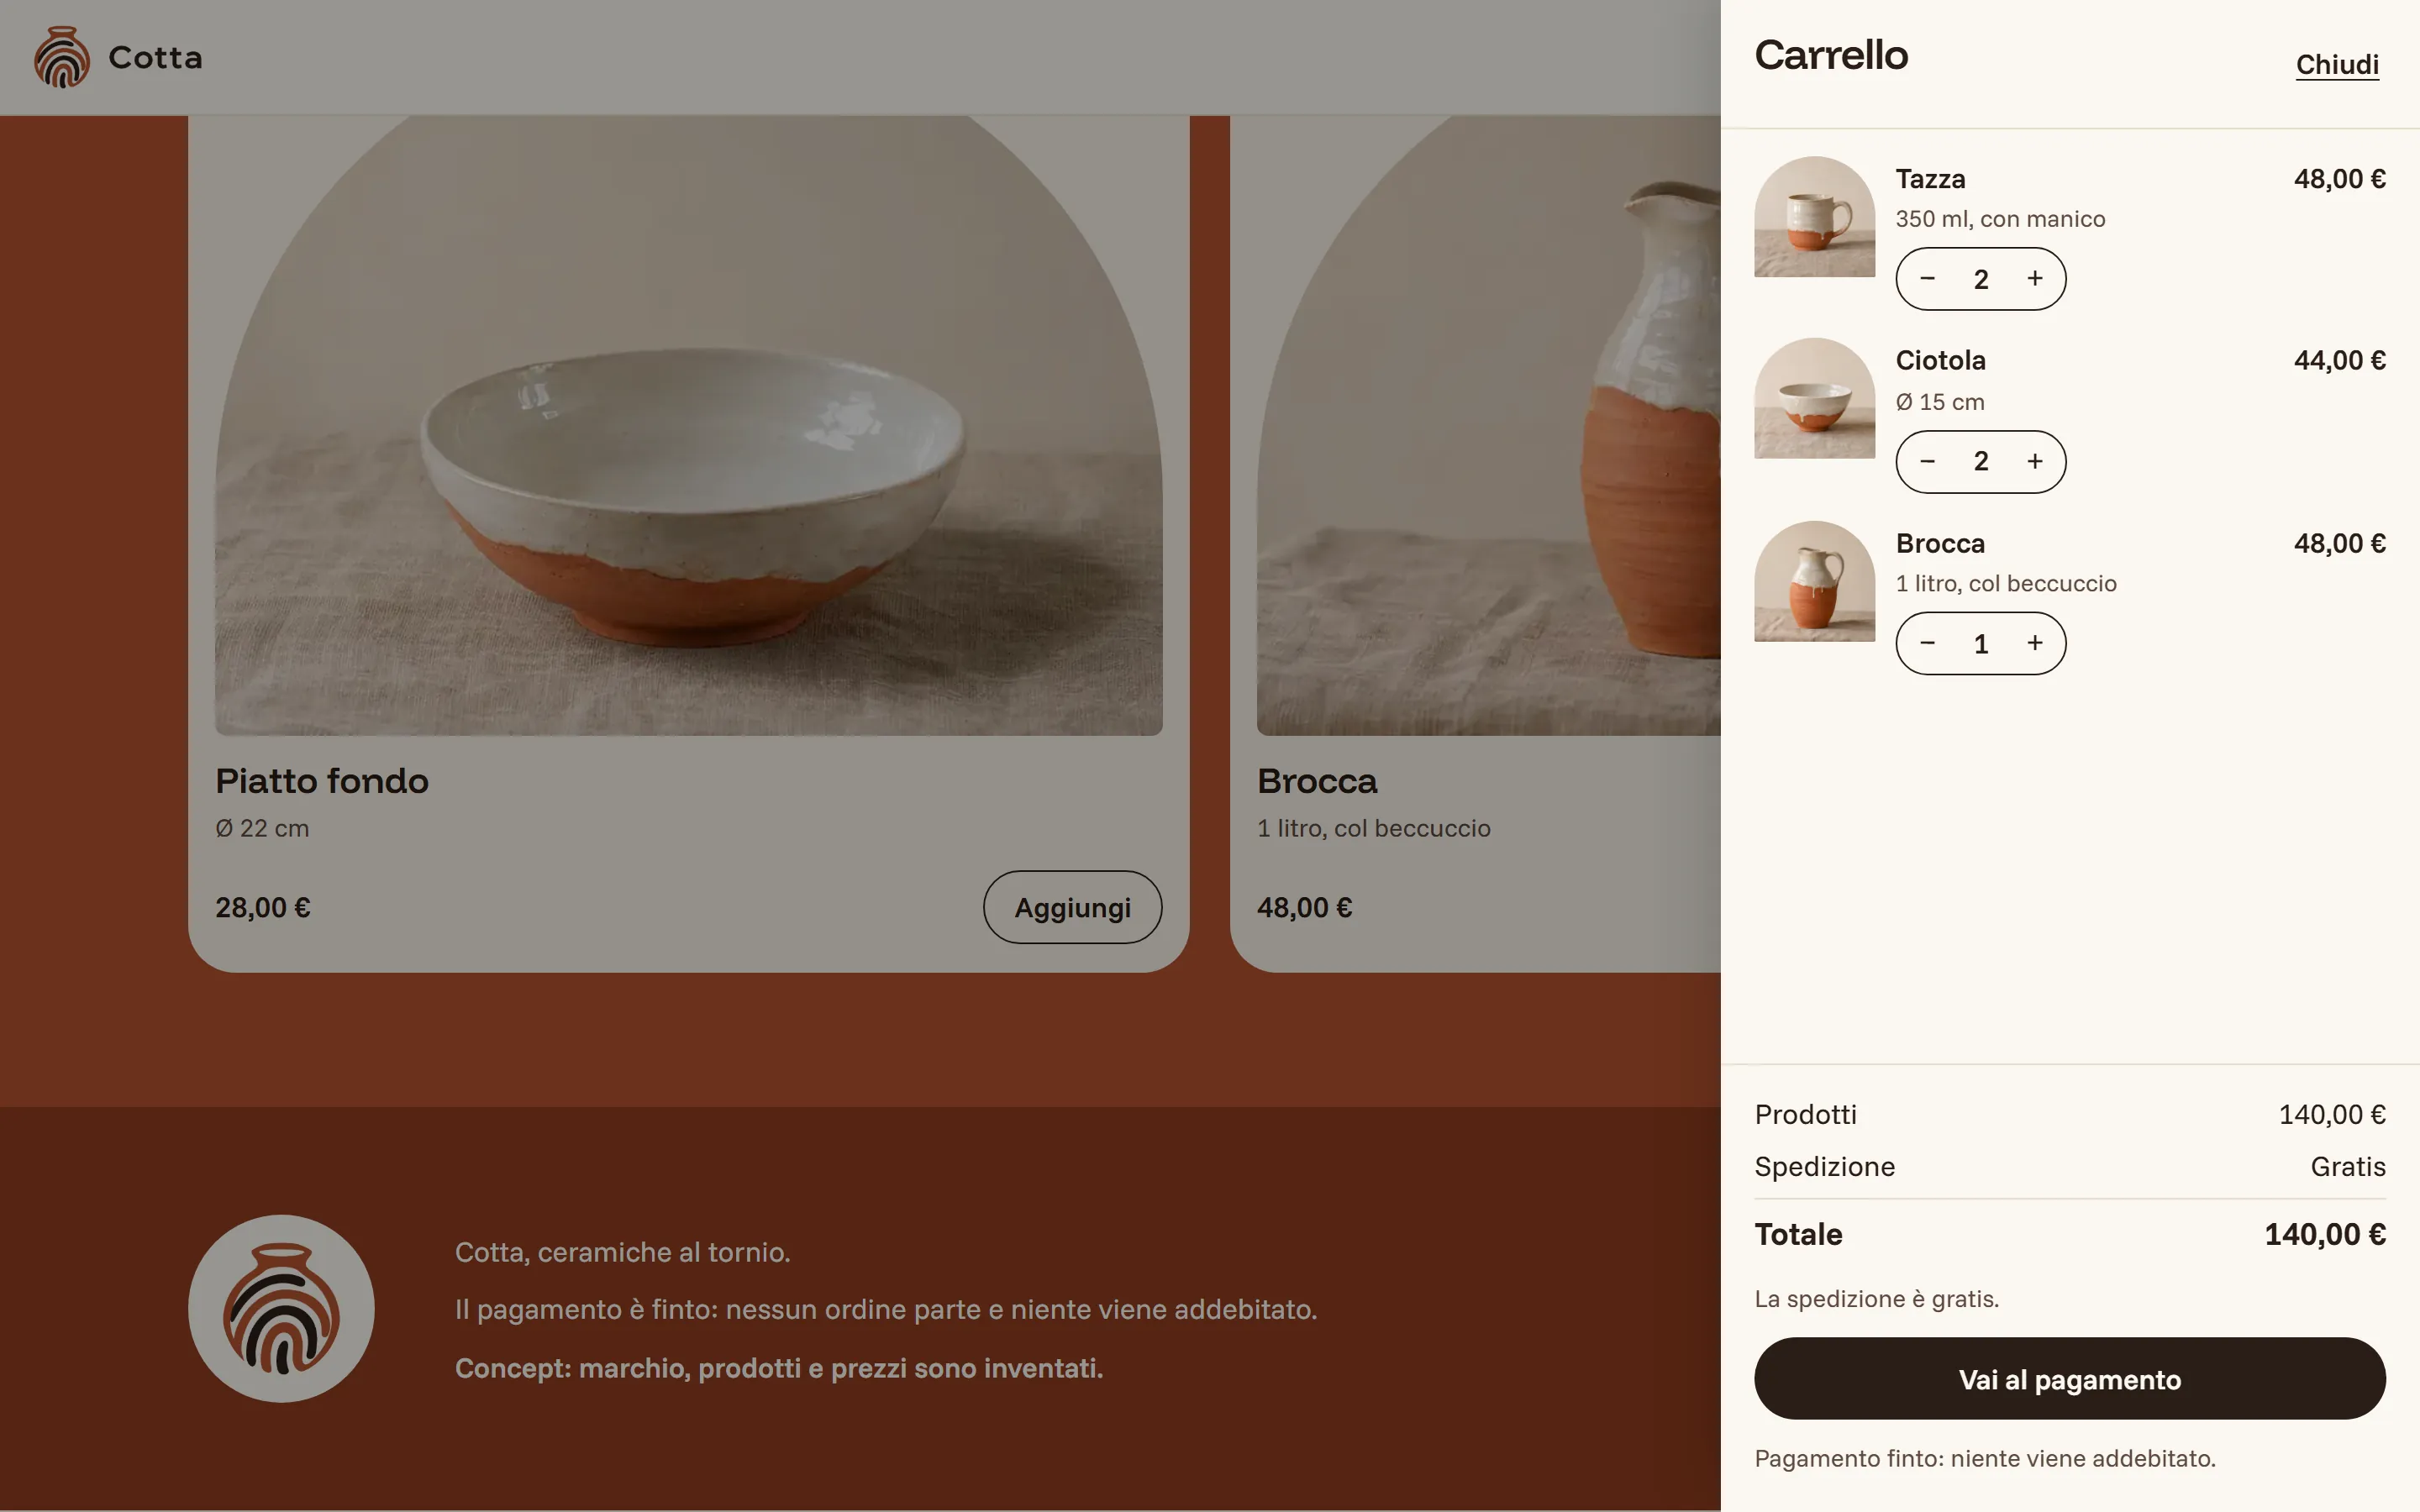 Cotta
Piatto fondo
Ø 22 cm
28,00 €
Aggiungi
Brocca
1 litro, col beccuccio
48,00 €
Cotta, ceramiche al tornio.
Il pagamento è finto: nessun ordine parte e niente viene addebitato.
Concept: marchio, prodotti e prezzi sono inventati.
Carrello
Chiudi
Tazza
48,00 €
350 ml, con manico
− 2 +
Ciotola
44,00 €
Ø 15 cm
− 2 +
Brocca
48,00 €
1 litro, col beccuccio
− 1 +
Prodotti
140,00 €
Spedizione
Gratis
Totale
140,00 €
La spedizione è gratis.
Vai al pagamento
Pagamento finto: niente viene addebitato.